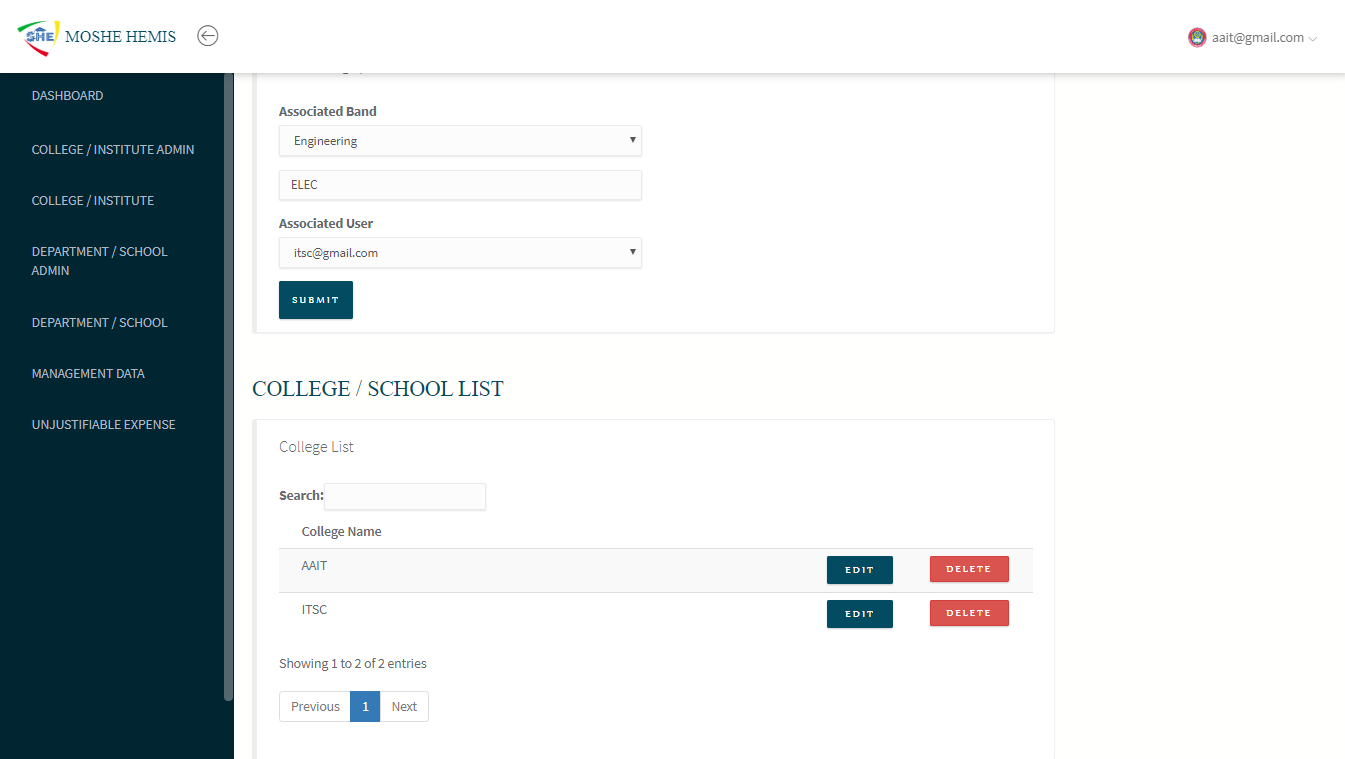 SHE
MOSHE HEMIS
aait@gmail.com
DASHBOARD
COLLEGE / INSTITUTE ADMIN
COLLEGE / INSTITUTE
DEPARTMENT / SCHOOL
ADMIN
DEPARTMENT / SCHOOL
MANAGEMENT DATA
UNJUSTIFIABLE EXPENSE
Associated Band
Engineering
ELEC
Associated User
itsc@gmail.com
SUBMIT
COLLEGE / SCHOOL LIST
College List
Search:
College Name
AAIT EDIT DELETE
ITSC EDIT DELETE
Showing 1 to 2 of 2 entries
Previous 1 Next